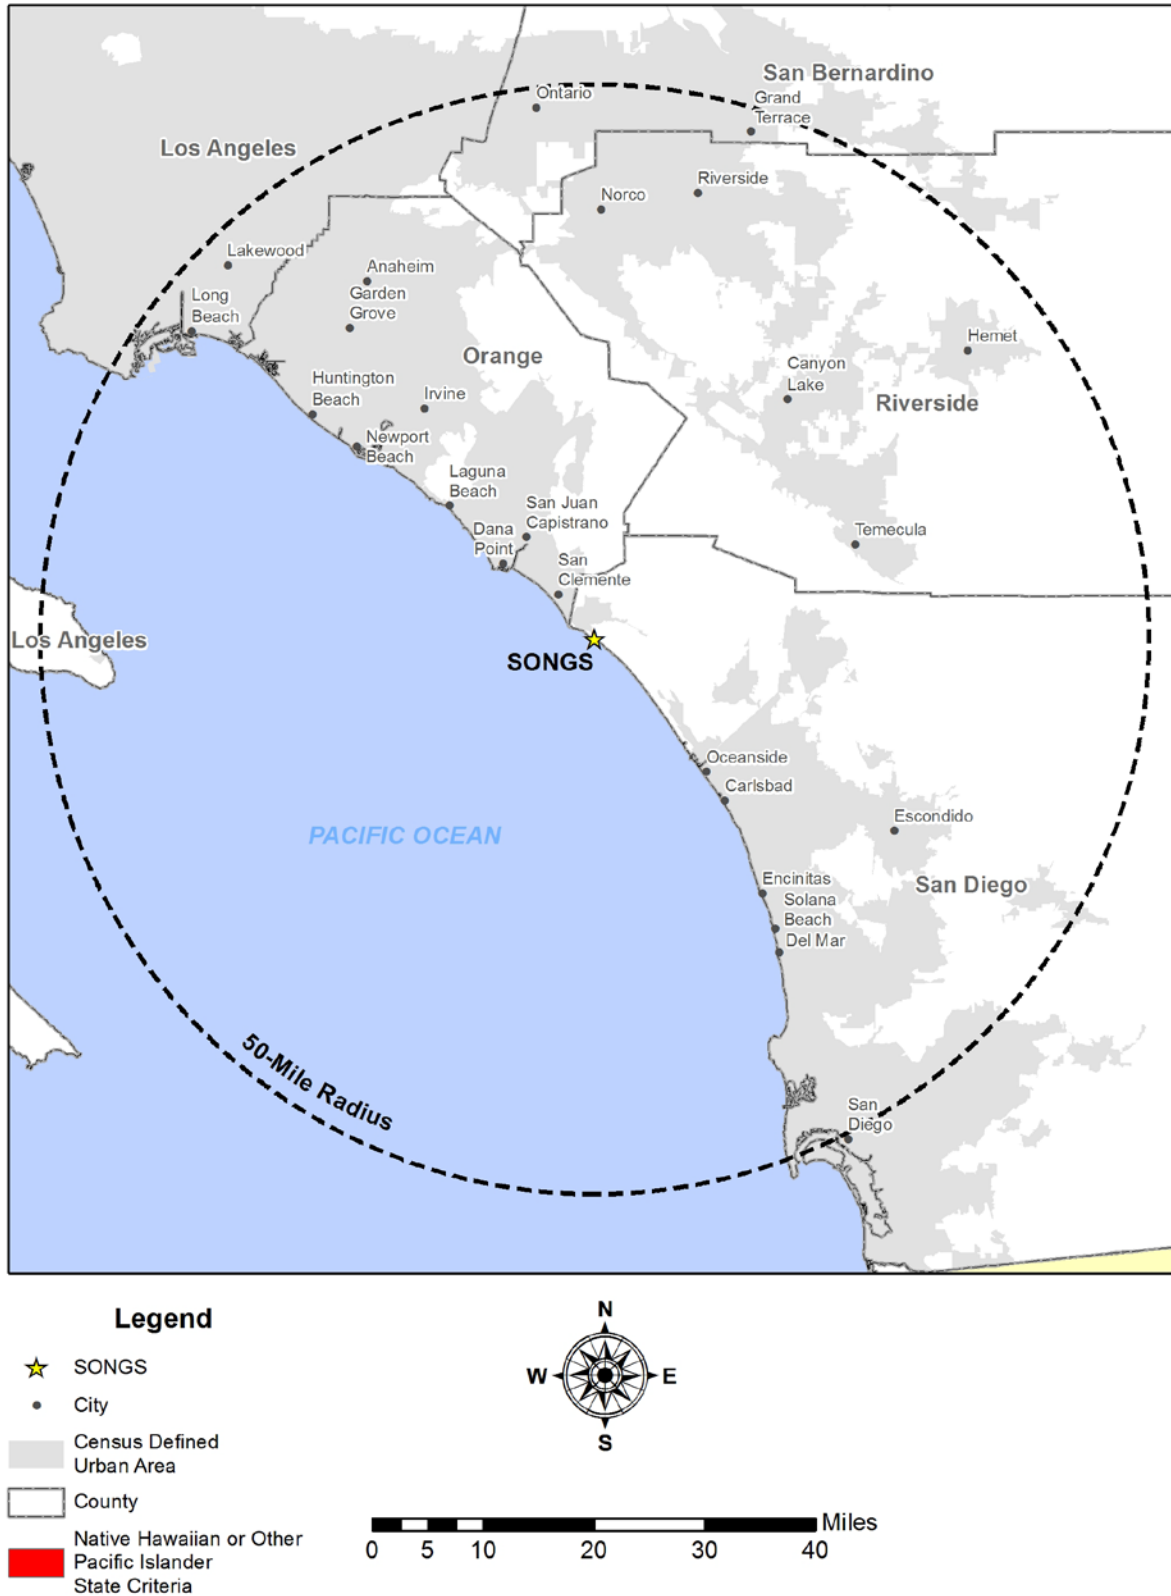 San Bernardino
Ontario
Grand
Terrace
Los Angeles
Riverside
Norco
Lakewood
Anaheim
Long
Beach
Garden
Grove
Hemet
Orange
Canyon
Lake
Huntington
Beach
Irvine
Riverside
Newport
Beach
Laguna
Beach
San Juan
Capistrano
Dana
Point
Temecula
San
Clemente
Los Angeles
SONGS
Oceanside
Carlsbad
PACIFIC OCEAN
Escondido
Encinitas
San Diego
Solana
Beach
Del Mar
50-Mile Radius
San
Diego
Legend
SONGS
City
Census Defined
Urban Area
County
Native Hawaiian or Other
Pacific Islander
State Criteria
N
W E
S
Miles
0 5 10 20 30 40